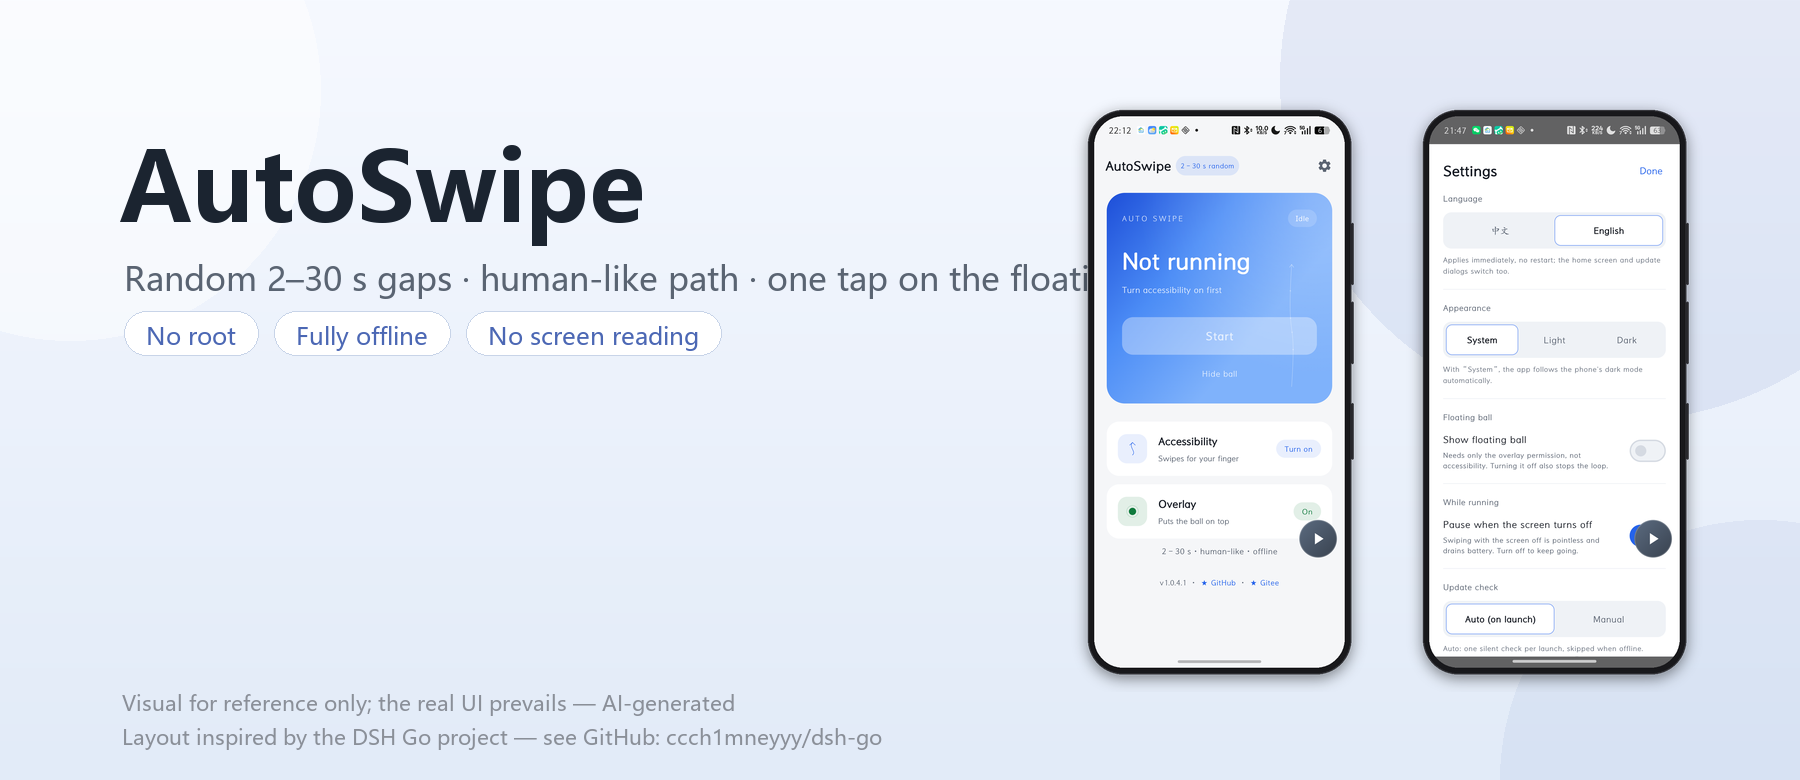 AutoSwipe
Random 2–30 s gaps · human-like path · one tap on the floati
No root
Fully offline
No screen reading
Visual for reference only; the real UI prevails — AI-generated
Layout inspired by the DSH Go project — see GitHub: ccch1mneyyy/dsh-go
22:12
AutoSwipe
2 – 30 s random
AUTO SWIPE
Idle
Not running
Turn accessibility on first
Start
Hide ball
Accessibility
Swipes for your finger
Turn on
Overlay
Puts the ball on top
On
2 – 30 s • human-like • offline
v1.0.4.1 • ★ GitHub • ★ Gitee
21:47
Settings
Done
Language
中文
English
Applies immediately, no restart; the home screen and update
dialogs switch too.
Appearance
System
Light
Dark
With "System", the app follows the phone's dark mode
automatically.
Floating ball
Show floating ball
Needs only the overlay permission, not
accessibility. Turning it off also stops the loop.
While running
Pause when the screen turns off
Swiping with the screen off is pointless and
drains battery. Turn off to keep going.
Update check
Auto (on launch)
Manual
Auto: one silent check per launch, skipped when offline.